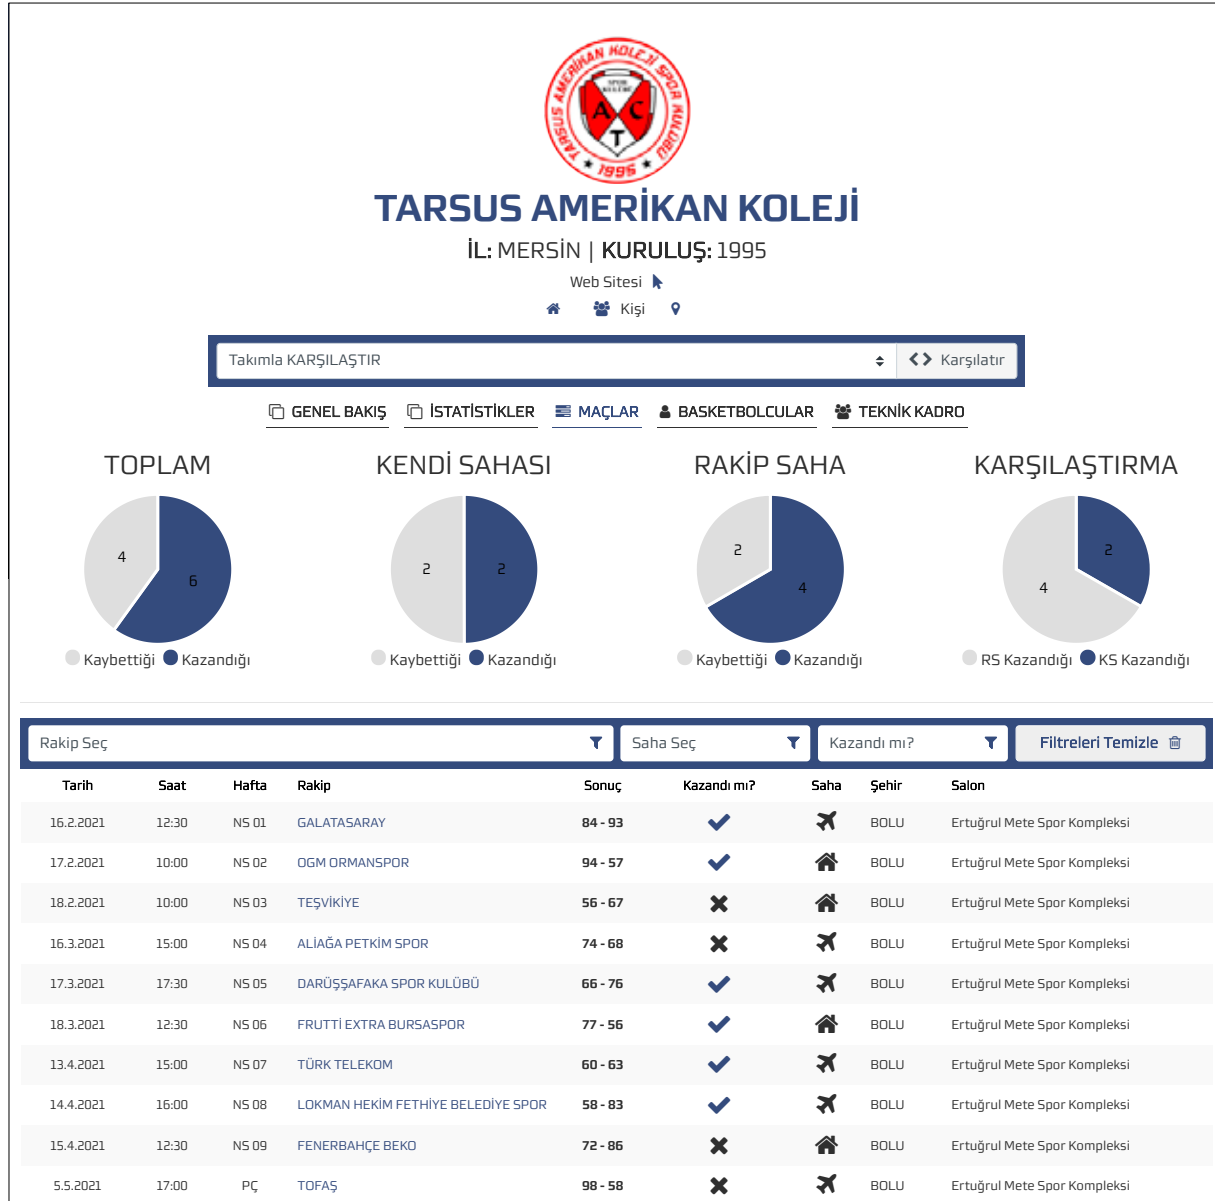 TARSUS AMERİKAN KOLEJİ SPOR KULÜBÜ
SPOR
KULÜBÜ
A C
T
1995
TARSUS AMERİKAN KOLEJİ
İL: MERSİN | KURULUŞ: 1995
Web Sitesi
Kişi
Takımla KARŞILAŞTIR Karşılatır
GENEL BAKIŞ İSTATİSTİKLER MAÇLAR BASKETBOLCULAR TEKNİK KADRO
TOPLAM KENDİ SAHASI RAKİP SAHA KARŞILAŞTIRMA
4 6 2 2 2 4 4 2
Kaybettiği Kazandığı Kaybettiği Kazandığı Kaybettiği Kazandığı RS Kazandığı KS Kazandığı
Rakip Seç Saha Seç Kazandı mı? Filtreleri Temizle
Tarih Saat Hafta Rakip Sonuç Kazandı mı? Saha Şehir Salon
16.2.2021 12:30 NS 01 GALATASARAY 84 - 93 BOLU Ertuğrul Mete Spor Kompleksi
17.2.2021 10:00 NS 02 OGM ORMANSPOR 94 - 57 BOLU Ertuğrul Mete Spor Kompleksi
18.2.2021 10:00 NS 03 TEŞVİKİYE 56 - 67 BOLU Ertuğrul Mete Spor Kompleksi
16.3.2021 15:00 NS 04 ALİAĞA PETKİM SPOR 74 - 68 BOLU Ertuğrul Mete Spor Kompleksi
17.3.2021 17:30 NS 05 DARÜŞŞAFAKA SPOR KULÜBÜ 66 - 76 BOLU Ertuğrul Mete Spor Kompleksi
18.3.2021 12:30 NS 06 FRUTTİ EXTRA BURSASPOR 77 - 56 BOLU Ertuğrul Mete Spor Kompleksi
13.4.2021 15:00 NS 07 TÜRK TELEKOM 60 - 63 BOLU Ertuğrul Mete Spor Kompleksi
14.4.2021 16:00 NS 08 LOKMAN HEKİM FETHİYE BELEDİYE SPOR 58 - 83 BOLU Ertuğrul Mete Spor Kompleksi
15.4.2021 12:30 NS 09 FENERBAHÇE BEKO 72 - 86 BOLU Ertuğrul Mete Spor Kompleksi
5.5.2021 17:00 PÇ TOFAŞ 98 - 58 BOLU Ertuğrul Mete Spor Kompleksi